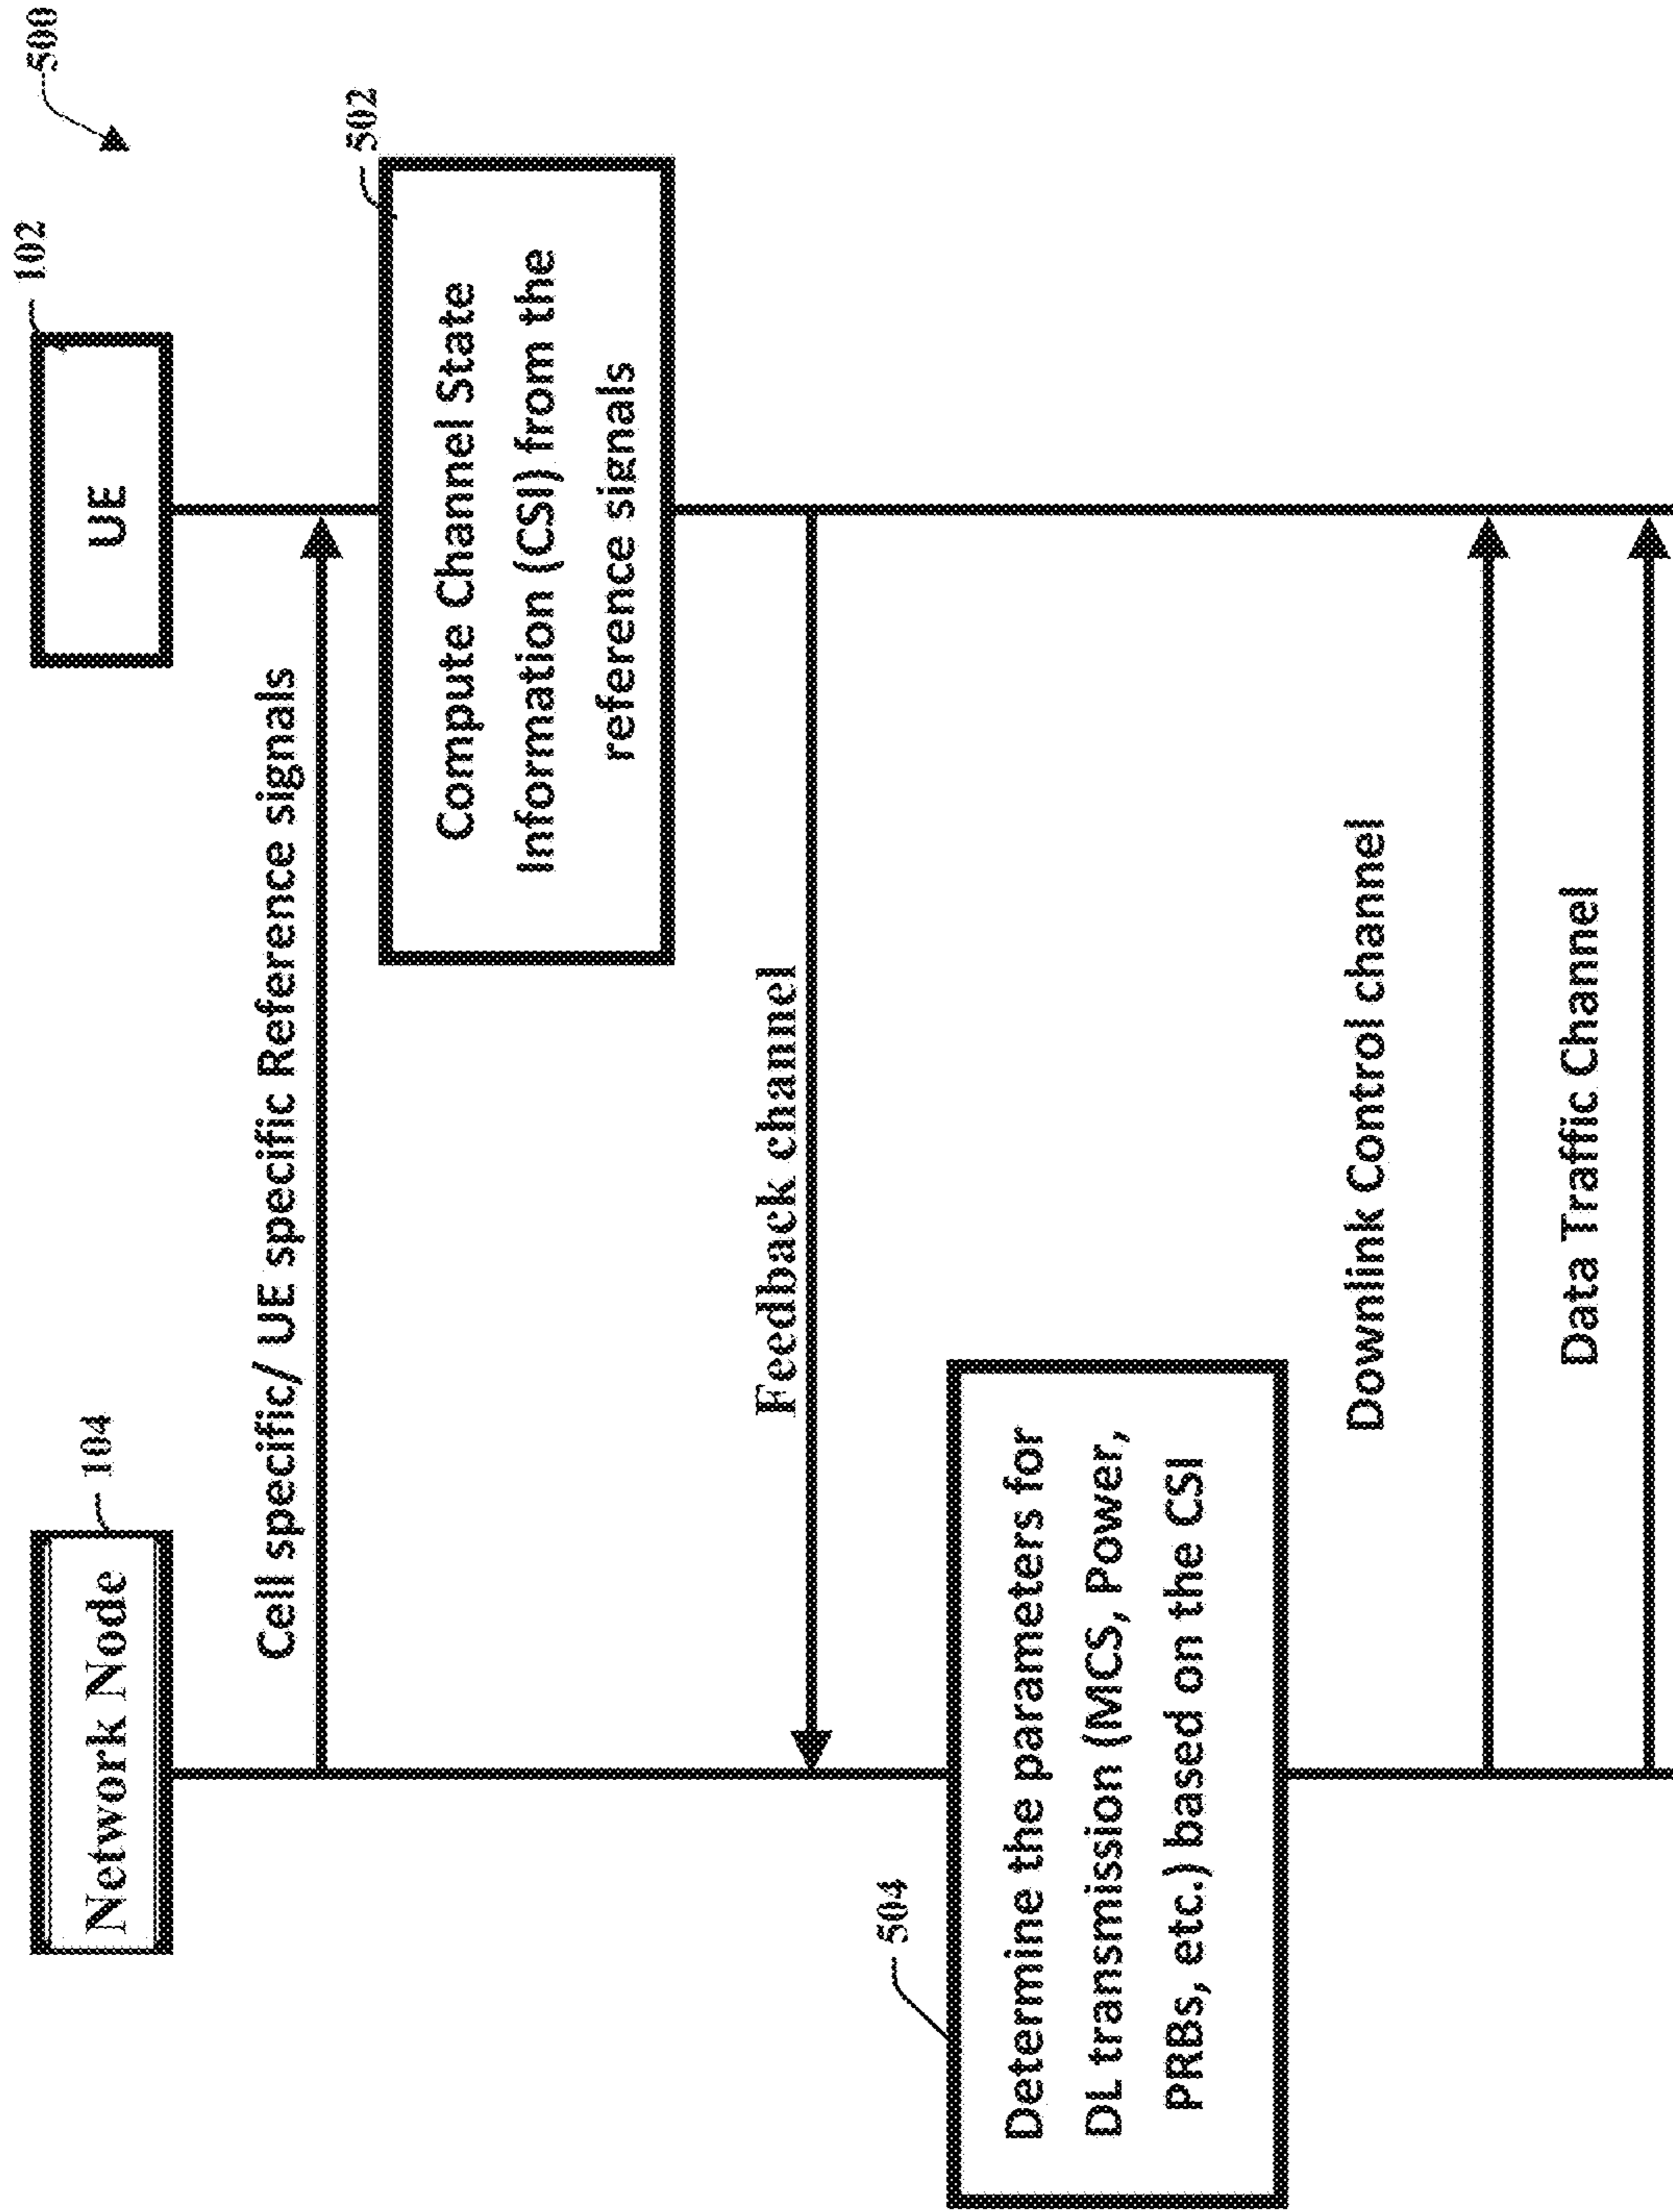 500
102
UE
Network Node
104
Cell specific/ UE specific Reference signals
502
Compute Channel State
Information (CSI) from the
reference signals
Feedback channel
504
Determine the parameters for
DL transmission (MCS, Power,
PRBs, etc.) based on the CSI
Downlink Control channel
Data Traffic Channel